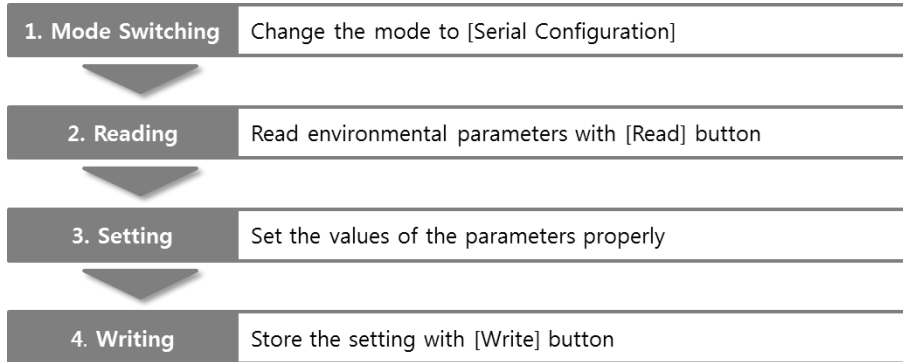 1. Mode Switching Change the mode to [Serial Configuration]
2. Reading Read environmental parameters with [Read] button
3. Setting Set the values of the parameters properly
4. Writing Store the setting with [Write] button